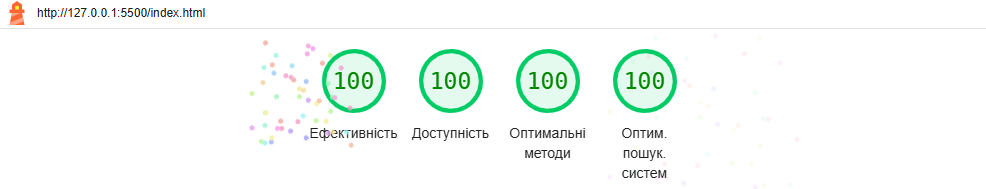 http://127.0.0.1:5500/index.html
100 100 100 100
Ефективність Доступність Оптимальні методи Оптим. пошук. систем